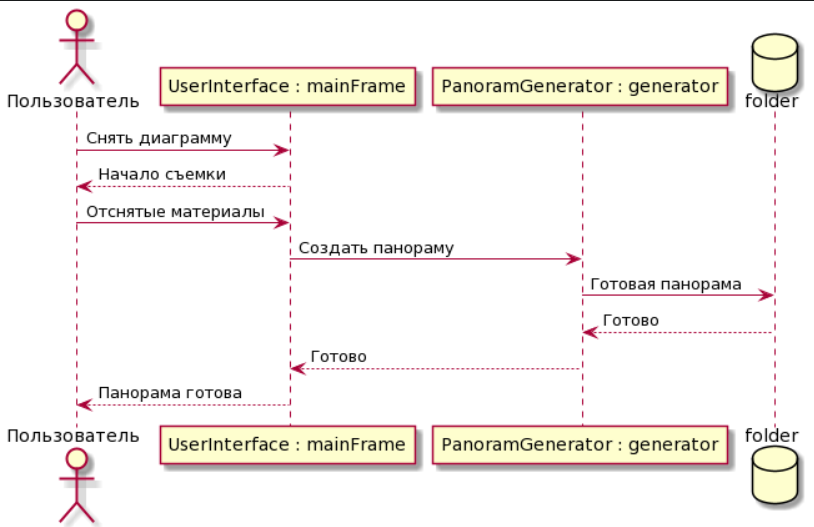 Пользователь
UserInterface : mainFrame
PanoramGenerator : generator
folder
Снять диаграмму
Начало съемки
Отснятые материалы
Создать панораму
Готовая панорама
Готово
Готово
Панорама готова
Пользователь
UserInterface : mainFrame
PanoramGenerator : generator
folder